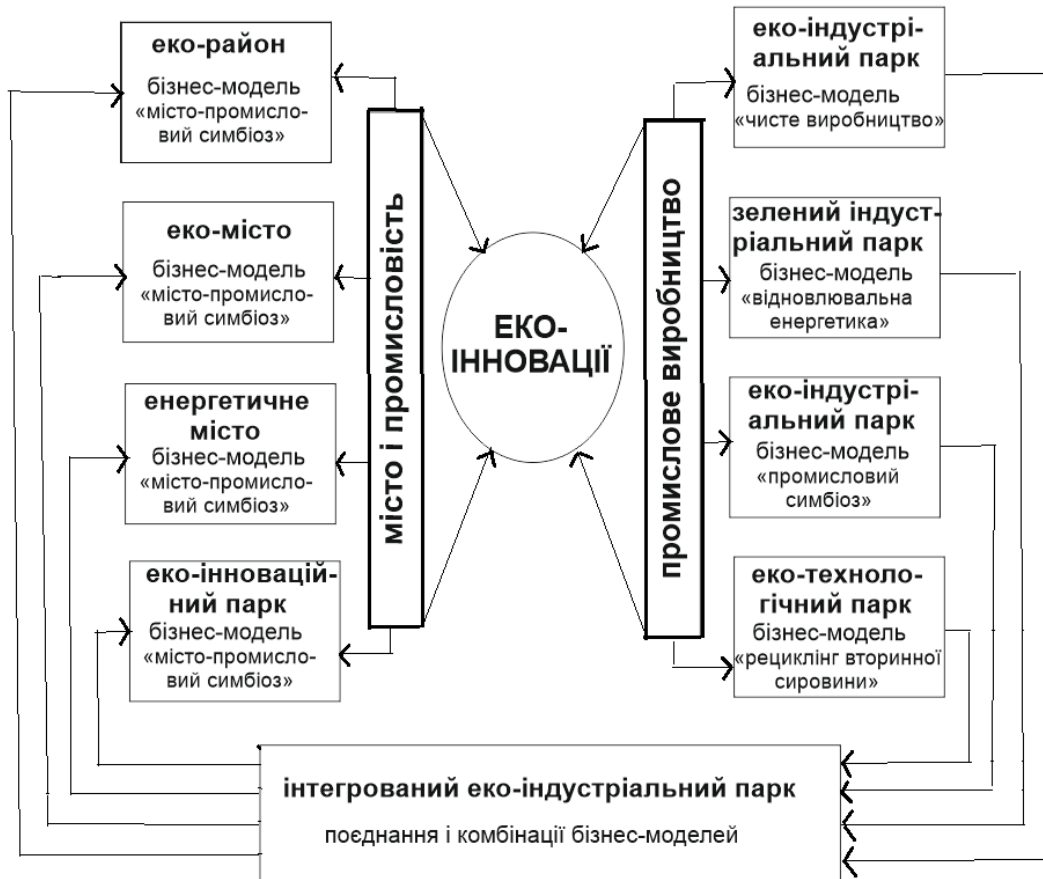 еко-район
бізнес-модель
«місто-промисло-
вий симбіоз»
еко-місто
бізнес-модель
«місто-промисло-
вий симбіоз»
енергетичне
місто
бізнес-модель
«місто-промисло-
вий симбіоз»
еко-інновацій-
ний парк
бізнес-модель
«місто-промисло-
вий симбіоз»
місто і промисловість
ЕКО-
ІННОВАЦІЇ
промислове виробництво
еко-індустрі-
альний парк
бізнес-модель
«чисте виробництво»
зелений індуст-
ріальний парк
бізнес-модель
«відновлювальна
енергетика»
еко-індустрі-
альний парк
бізнес-модель
«промисловий
симбіоз»
еко-техноло-
гічний парк
бізнес-модель
«рециклінг вторинної
сировини»
інтегрований еко-індустріальний парк
поєднання і комбінації бізнес-моделей